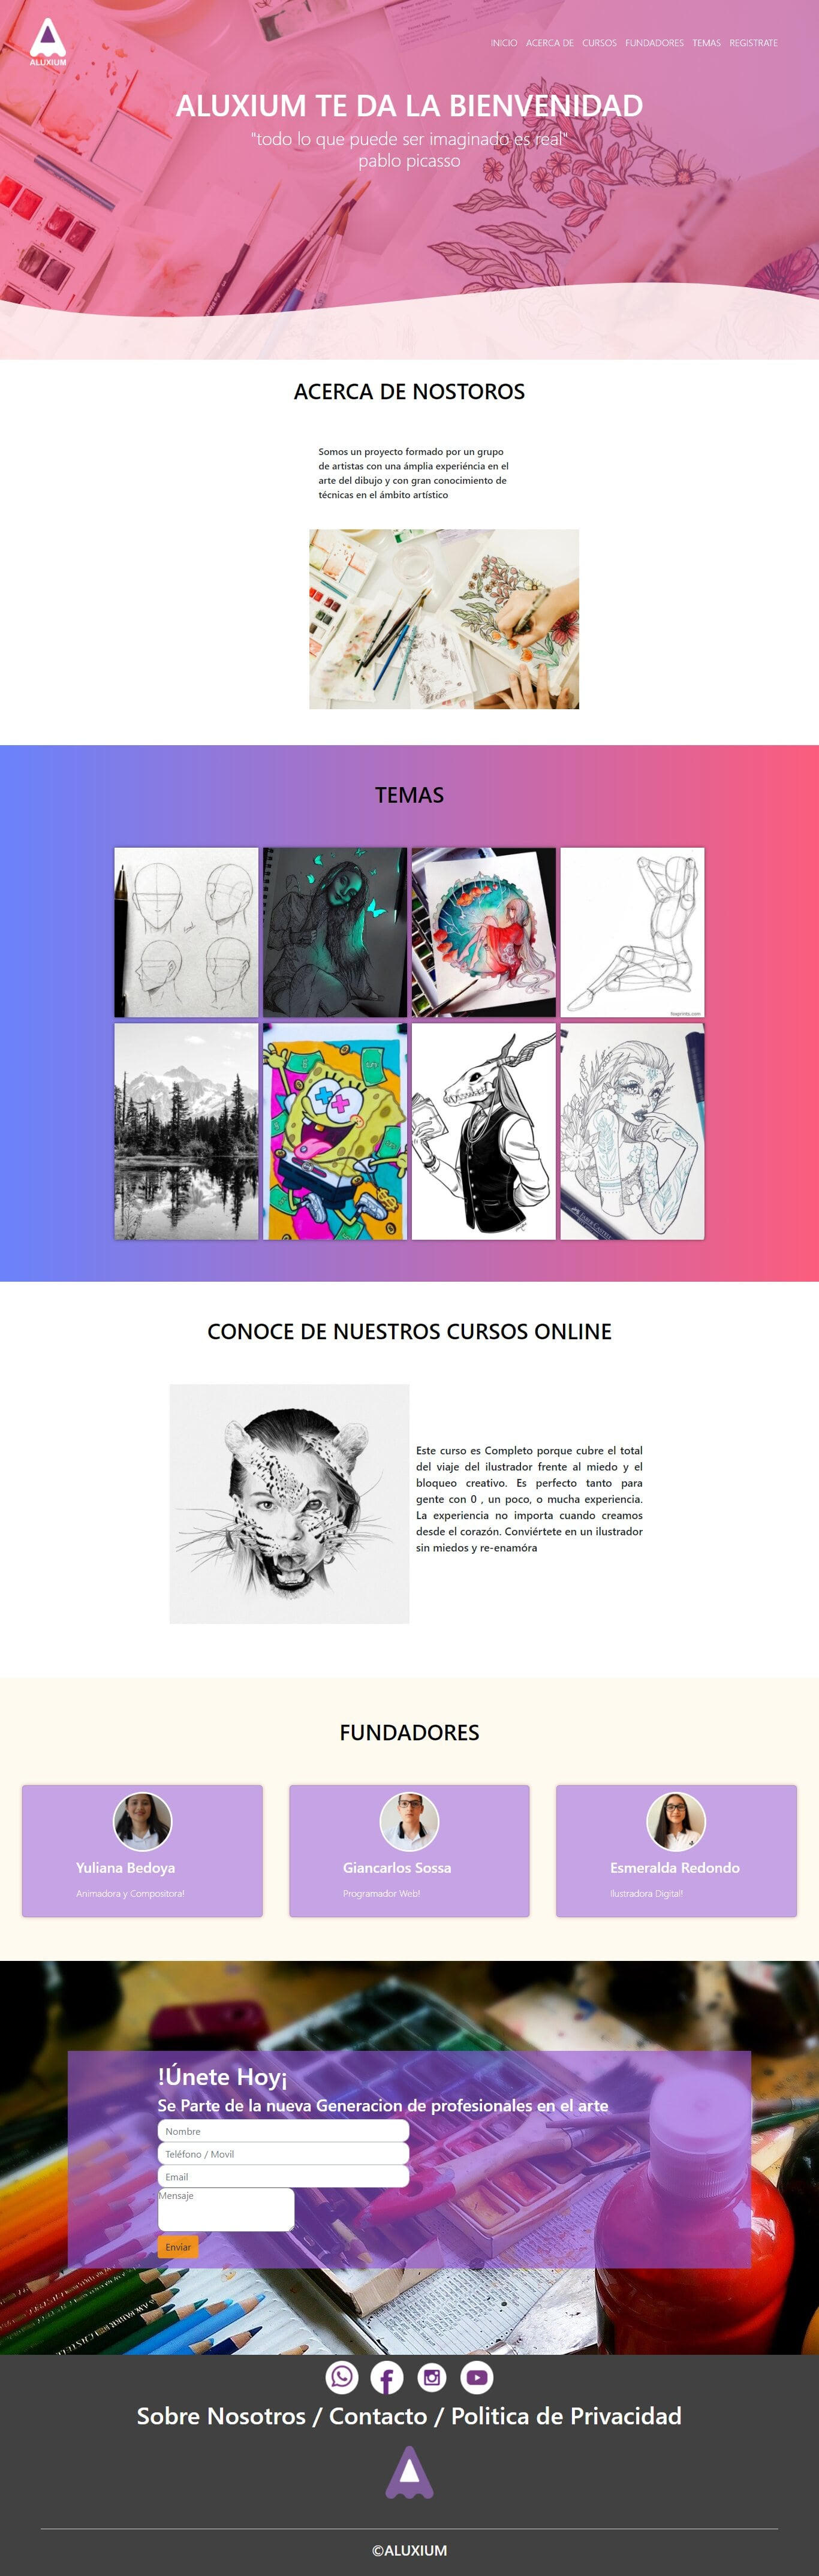 ALUXIUM
INICIO ACERCA DE CURSOS FUNDADORES TEMAS REGISTRATE
ALUXIUM TE DA LA BIENVENIDAD
"todo lo que puede ser imaginado es real"
pablo picasso
ACERCA DE NOSTOROS
Somos un proyecto formado por un grupo
de artistas con una ámplia experiéncia en el
arte del dibujo y con gran conocimiento de
técnicas en el ámbito artístico
TEMAS
CONOCE DE NUESTROS CURSOS ONLINE
Este curso es Completo porque cubre el total
del viaje del ilustrador frente al miedo y el
bloqueo creativo. Es perfecto tanto para
gente con 0 , un poco, o mucha experiencia.
La experiencia no importa cuando creamos
desde el corazón. Conviértete en un ilustrador
sin miedos y re-enamóra
FUNDADORES
Yuliana Bedoya
Animadora y Compositora!
Giancarlos Sossa
Programador Web!
Esmeralda Redondo
Ilustradora Digital!
!Únete Hoy¡
Se Parte de la nueva Generacion de profesionales en el arte
Nombre
Teléfono / Movil
Email
Mensaje
Enviar
Sobre Nosotros / Contacto / Politica de Privacidad
©ALUXIUM